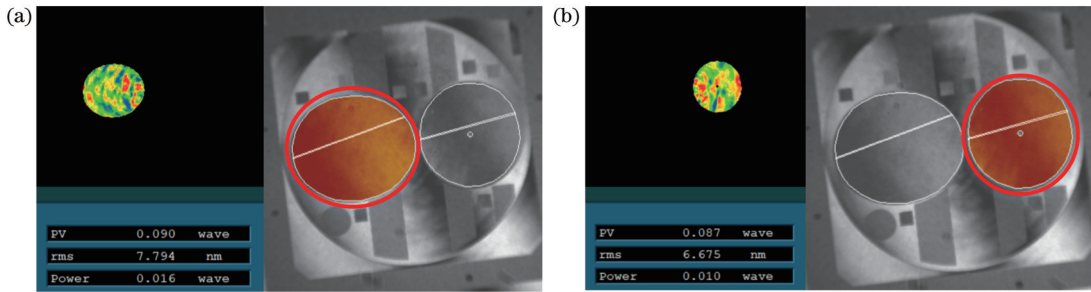 (a)
PV 0.090 wave
rms 7.794 nm
Power 0.016 wave
(b)
PV 0.087 wave
rms 6.675 nm
Power 0.010 wave